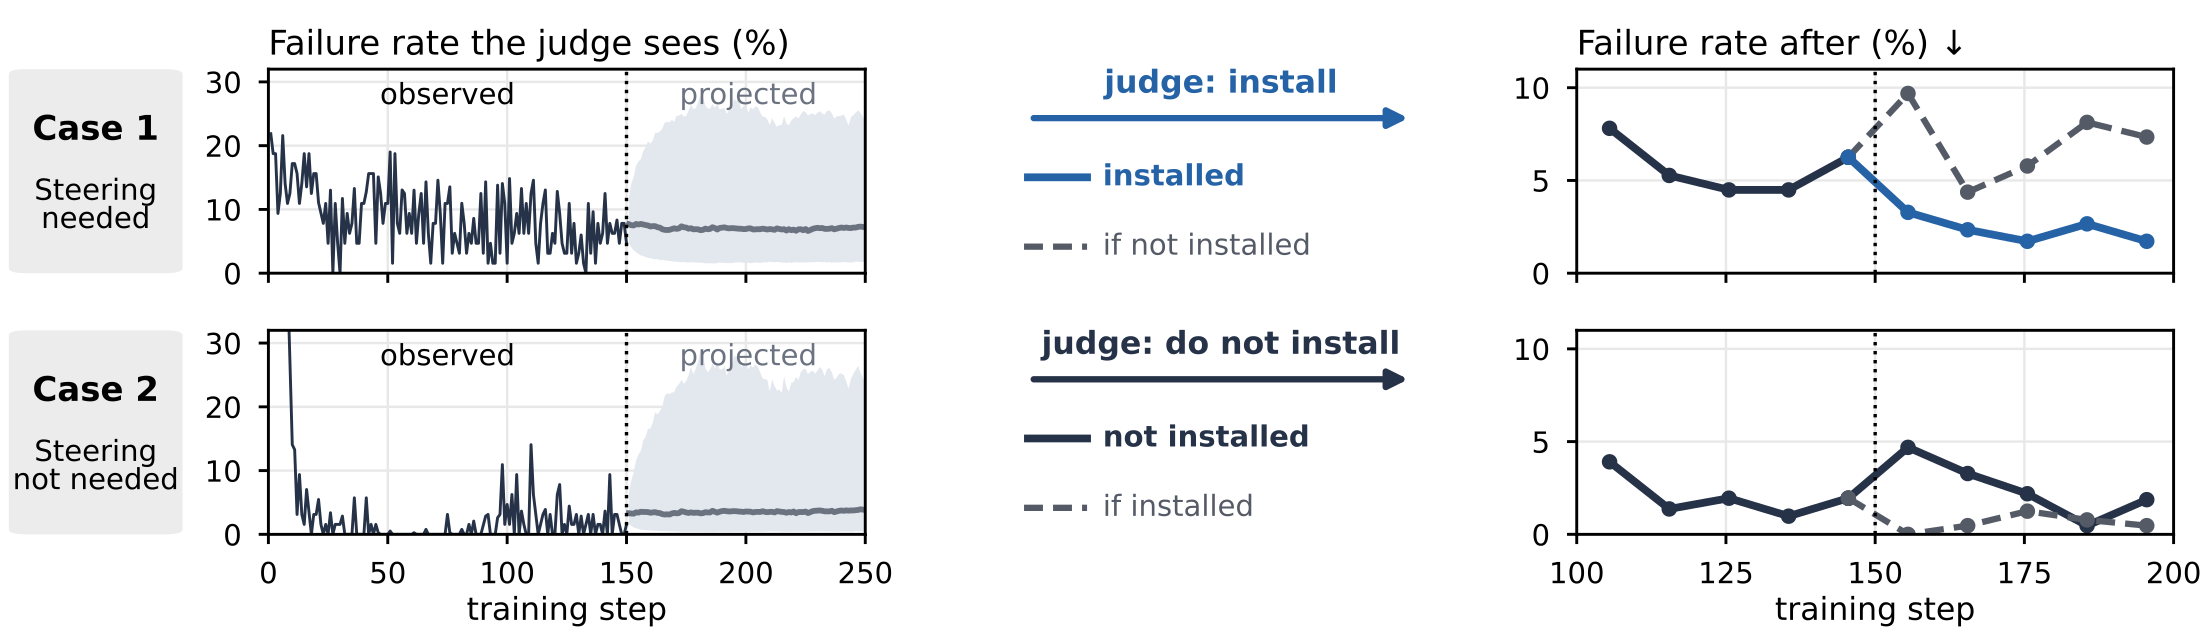 Failure rate the judge sees (%)
Case 1
Steering
needed
30
20
10
0
observed
projected
judge: install
installed
if not installed
Failure rate after (%) ↓
10
5
0
Case 2
Steering
not needed
30
20
10
0
observed
projected
0
50
100
150
200
250
training step
judge: do not install
not installed
if installed
10
5
0
100
125
150
175
200
training step